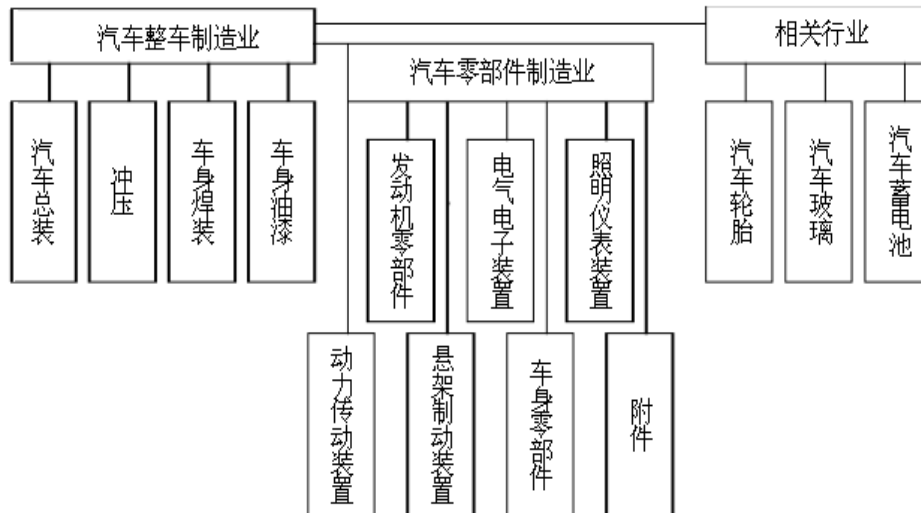 汽车整车制造业
相关行业
汽车零部件制造业
汽车总装
冲压
车身焊装
车身油漆
发动机零部件
电气电子装置
照明仪表装置
汽车轮胎
汽车玻璃
汽车蓄电池
动力传动装置
悬架制动装置
车身零部件
附件